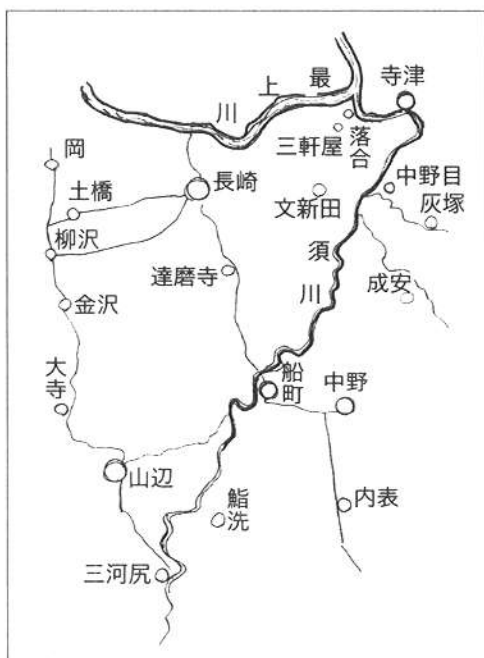 最上川
寺津
落合
三軒屋
岡
土橋
長崎
中野目
文新田
灰塚
柳沢
須川
達磨寺
成安
金沢
船町
中野
大寺
山辺
鮨洗
内表
三河尻